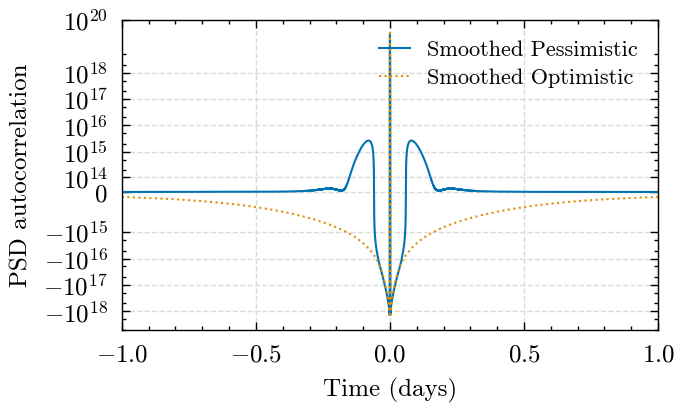 10^20
10^18
10^17
10^16
10^15
10^14
0
−10^15
−10^16
−10^17
−10^18
PSD autocorrelation
Smoothed Pessimistic
Smoothed Optimistic
−1.0 −0.5 0.0 0.5 1.0
Time (days)